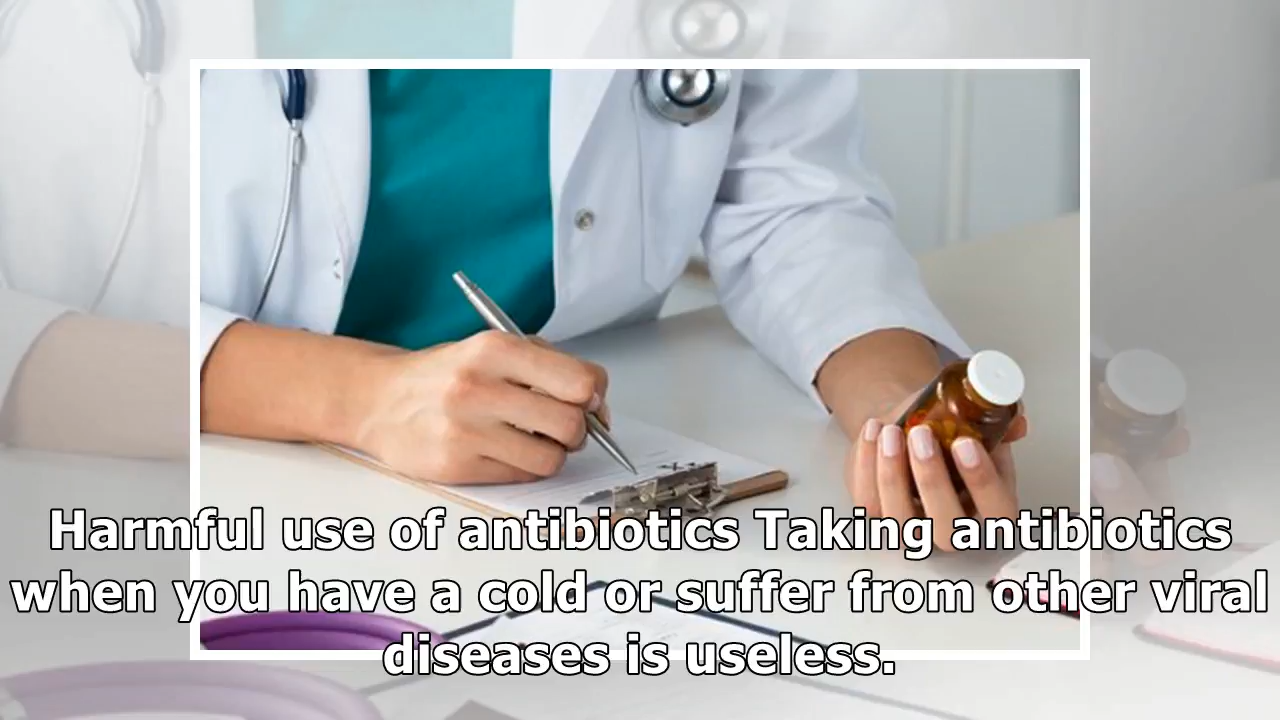 Harmful use of antibiotics Taking antibiotics
when you have a cold or suffer from other viral
diseases is useless.